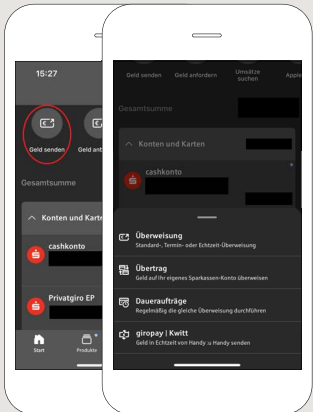 15:27
Geld senden
Geld ant
Gesamtsumme
Konten und Karte
cashkonto
Privatgiro EP
Start
Produkte
Geld senden
Geld anfordern
Umsätze
suchen
Apple
Gesamtsumme
Konten und Karten
cashkonto
Überweisung
Standard-, Termin- oder Echtzeit-Überweisung
Übertrag
Geld auf Ihr eigenes Sparkassen-Konto überweisen
Daueraufträge
Regelmäßig die gleiche Überweisung durchführen
giropay | Kwitt
Geld in Echtzeit von Handy :u Handy senden